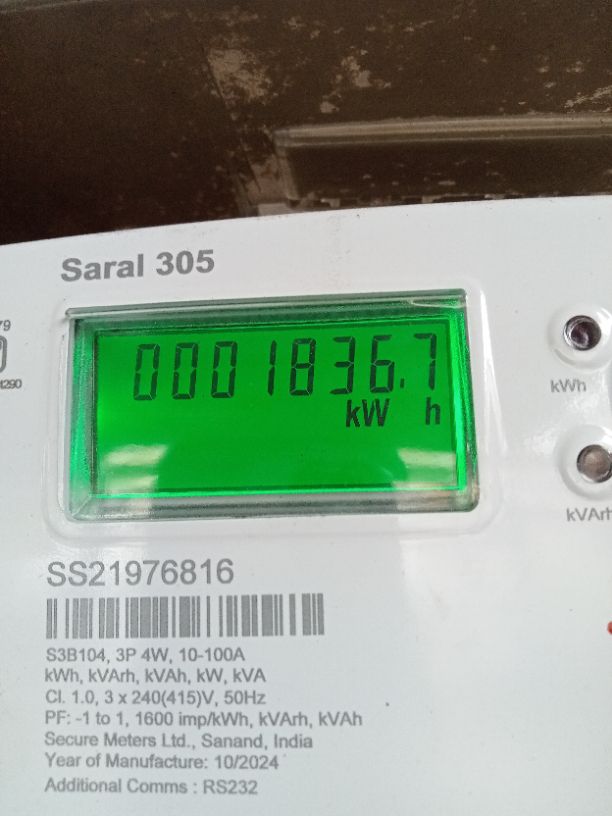 Saral 305
0001836.7
kW h
kWh
kVArh
SS21976816
S3B104, 3P 4W, 10-100A
kWh, kVArh, kVAh, kW, kVA
Cl. 1.0, 3 x 240(415)V, 50Hz
PF: -1 to 1, 1600 imp/kWh, kVArh, kVAh
Secure Meters Ltd., Sanand, India
Year of Manufacture: 10/2024
Additional Comms : RS232